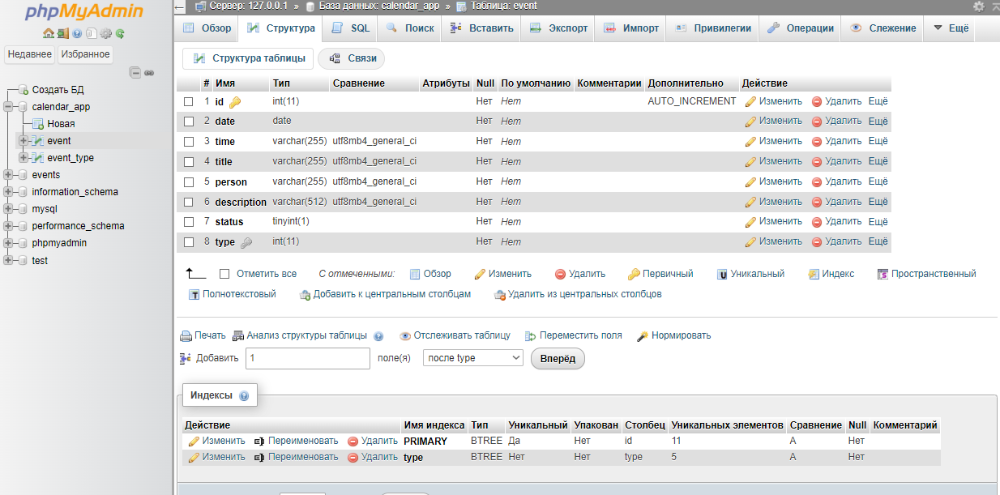 phpMyAdmin
Недавнее Избранное
Создать БД
calendar_app
Новая
event
event_type
events
information_schema
mysql
performance_schema
phpmyadmin
test
← Сервер: 127.0.0.1 » База данных: calendar_app » Таблица: event
Обзор Структура SQL Поиск Вставить Экспорт Импорт Привилегии Операции Слежение Ещё
Структура таблицы Связи
# Имя Тип Сравнение Атрибуты Null По умолчанию Комментарии Дополнительно Действие
1 id int(11) Нет Нет AUTO_INCREMENT Изменить Удалить Ещё
2 date date Нет Нет Изменить Удалить Ещё
3 time varchar(255) utf8mb4_general_ci Нет Нет Изменить Удалить Ещё
4 title varchar(255) utf8mb4_general_ci Нет Нет Изменить Удалить Ещё
5 person varchar(255) utf8mb4_general_ci Нет Нет Изменить Удалить Ещё
6 description varchar(512) utf8mb4_general_ci Нет Нет Изменить Удалить Ещё
7 status tinyint(1) Нет Нет Изменить Удалить Ещё
8 type int(11) Нет Нет Изменить Удалить Ещё
Отметить все С отмеченными: Обзор Изменить Удалить Первичный Уникальный Индекс Пространственный
Полнотекстовый Добавить к центральным столбцам Удалить из центральных столбцов
Печать Анализ структуры таблицы Отслеживать таблицу Переместить поля Нормировать
Добавить 1 поле(я) после type Вперёд
Индексы
Действие Имя индекса Тип Уникальный Упакован Столбец Уникальных элементов Сравнение Null Комментарий
Изменить Переименовать Удалить PRIMARY BTREE Да Нет id 11 A Нет
Изменить Переименовать Удалить type BTREE Нет Нет type 5 A Нет